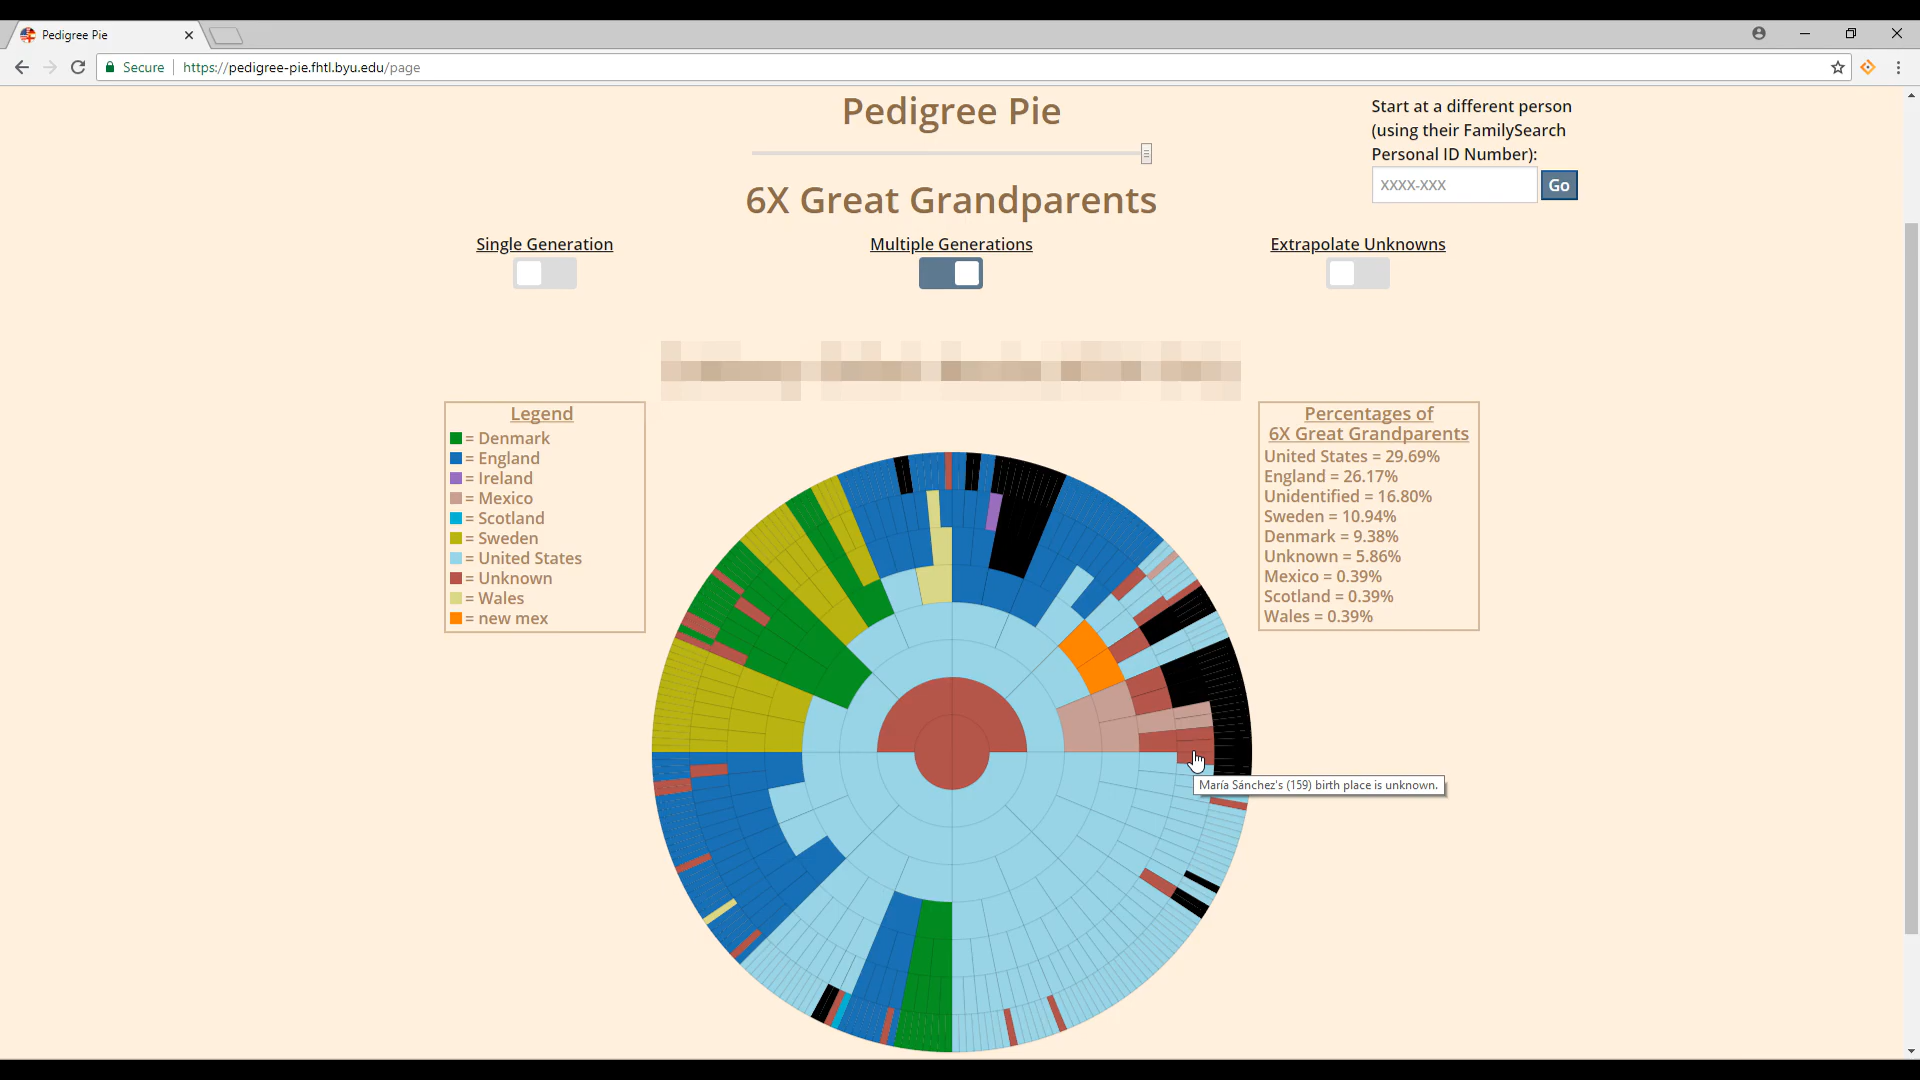 Pedigree Pie
Secure https://pedigree-pie.fhtl.byu.edu/page
Pedigree Pie
6X Great Grandparents
Start at a different person
(using their FamilySearch
Personal ID Number):
XXXX-XXX Go
Single Generation
Multiple Generations
Extrapolate Unknowns
Legend
= Denmark
= England
= Ireland
= Mexico
= Scotland
= Sweden
= United States
= Unknown
= Wales
= new mex
Percentages of
6X Great Grandparents
United States = 29.69%
England = 26.17%
Unidentified = 16.80%
Sweden = 10.94%
Denmark = 9.38%
Unknown = 5.86%
Mexico = 0.39%
Scotland = 0.39%
Wales = 0.39%
María Sánchez's (159) birth place is unknown.